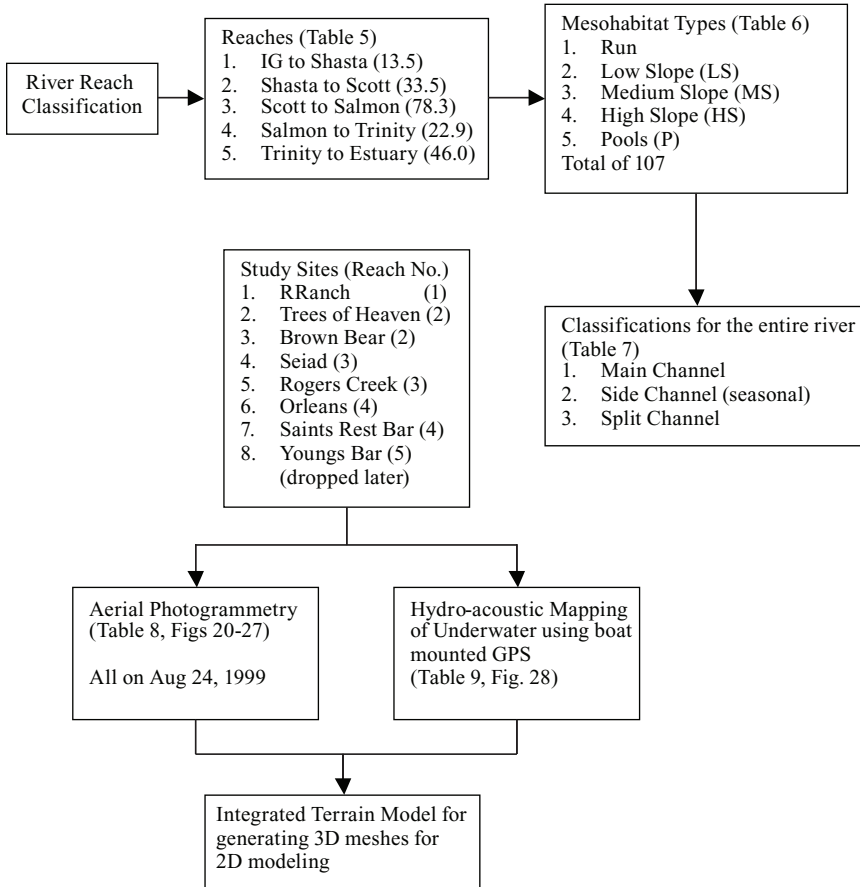 River Reach
Classification
Reaches (Table 5)
1. IG to Shasta (13.5)
2. Shasta to Scott (33.5)
3. Scott to Salmon (78.3)
4. Salmon to Trinity (22.9)
5. Trinity to Estuary (46.0)
Mesohabitat Types (Table 6)
1. Run
2. Low Slope (LS)
3. Medium Slope (MS)
4. High Slope (HS)
5. Pools (P)
Total of 107
Classifications for the entire river
(Table 7)
1. Main Channel
2. Side Channel (seasonal)
3. Split Channel
Study Sites (Reach No.)
1. RRanch (1)
2. Trees of Heaven (2)
3. Brown Bear (2)
4. Seiad (3)
5. Rogers Creek (3)
6. Orleans (4)
7. Saints Rest Bar (4)
8. Youngs Bar (5)
(dropped later)
Aerial Photogrammetry
(Table 8, Figs 20-27)
All on Aug 24, 1999
Hydro-acoustic Mapping
of Underwater using boat
mounted GPS
(Table 9, Fig. 28)
Integrated Terrain Model for
generating 3D meshes for
2D modeling